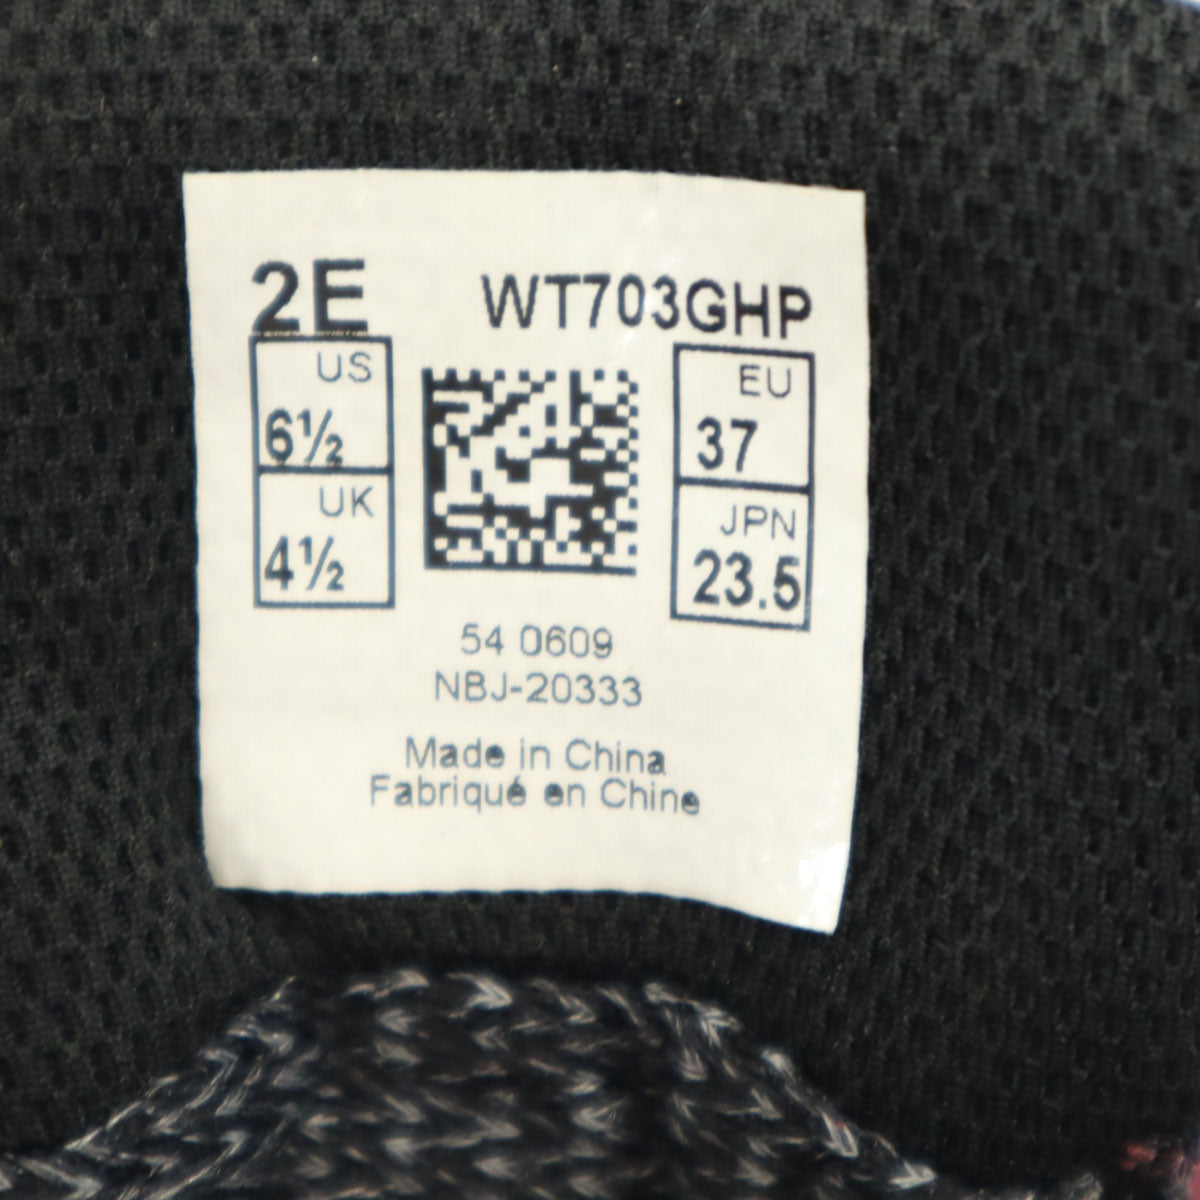 2E WT703GHP
US EU
6½ 37
UK JPN
4½ 23.5
54 0609
NBJ-20333
Made in China
Fabriqué en Chine